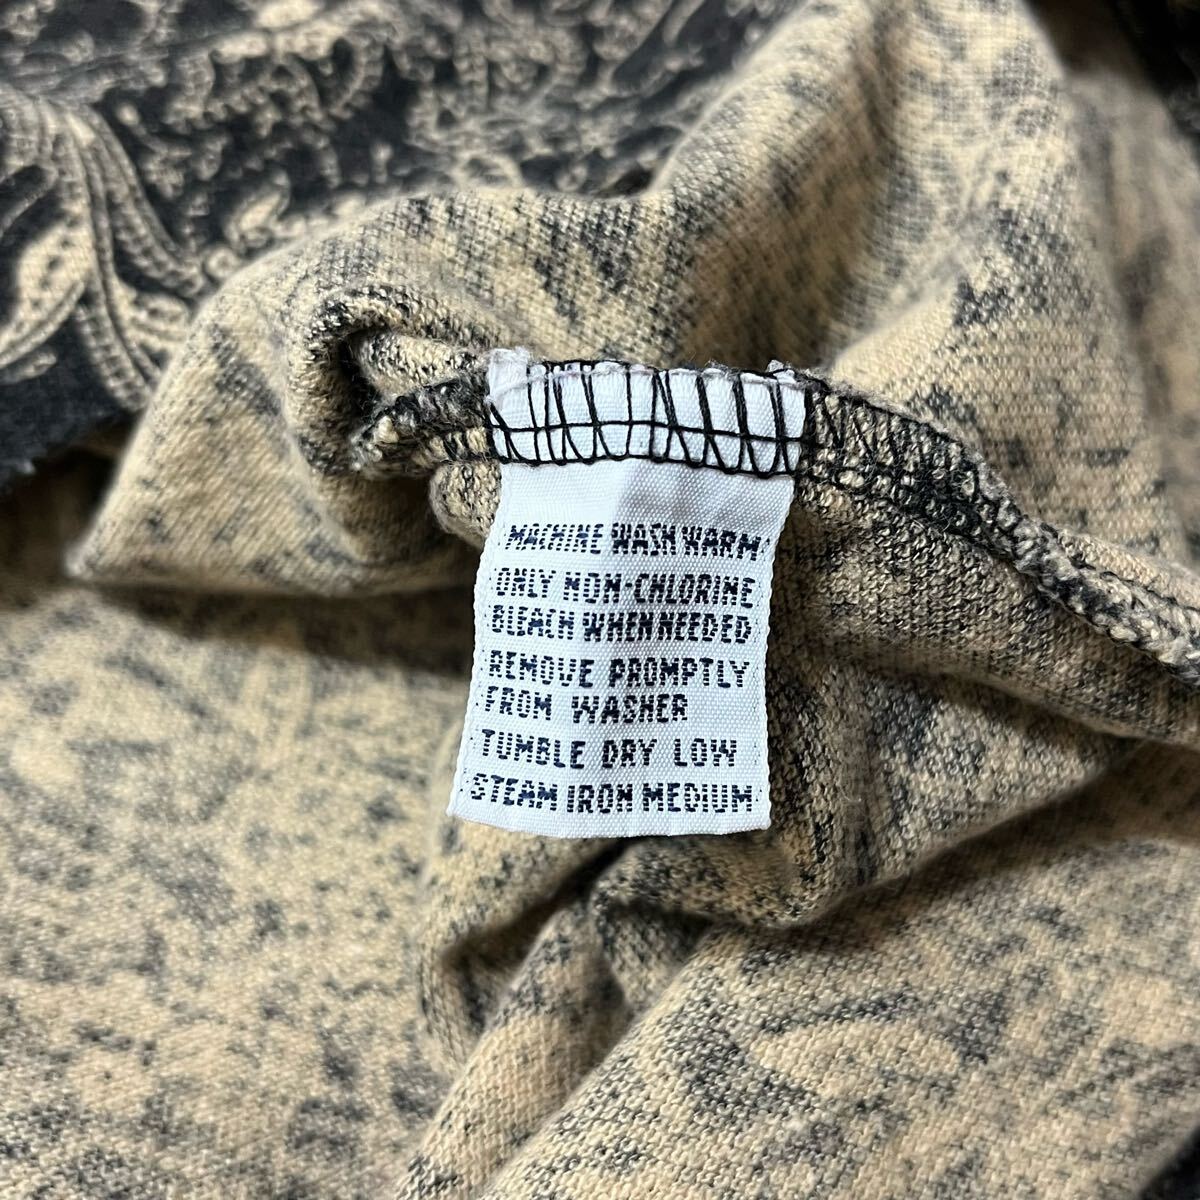 MACHINE WASH WARM
ONLY NON-CHLORINE
BLEACH WHEN NEEDED
REMOVE PROMPTLY
FROM WASHER
TUMBLE DRY LOW
STEAM IRON MEDIUM